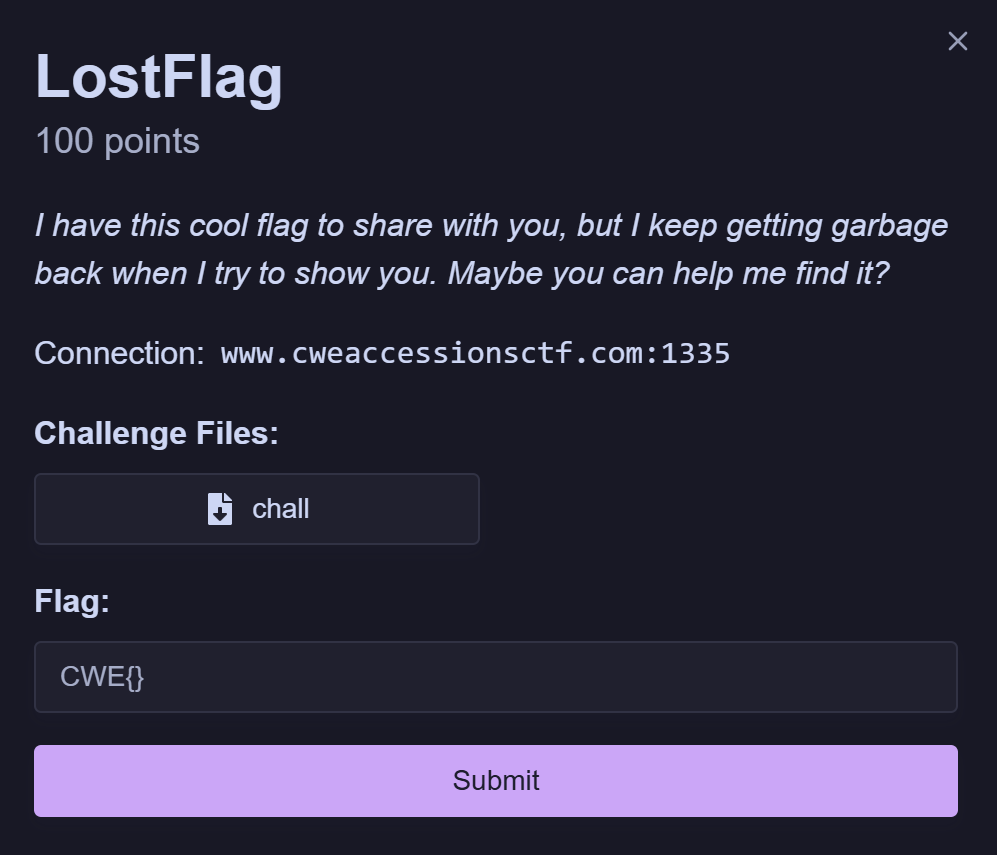 LostFlag
100 points
I have this cool flag to share with you, but I keep getting garbage
back when I try to show you. Maybe you can help me find it?
Connection: www.cweaccessionsctf.com:1335
Challenge Files:
chall
Flag:
CWE{}
Submit